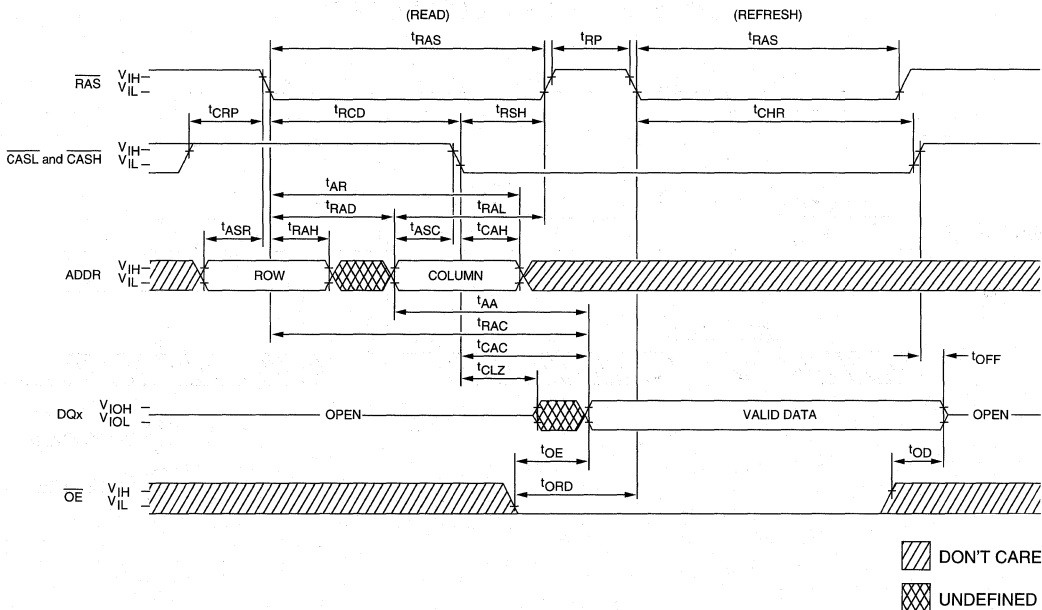 (READ) (REFRESH)
tRAS tRP tRAS
RAS VIH VIL
tCRP tRCD tRSH tCHR
CASL and CASH VIH VIL
tAR
tRAD tRAL
tASR tRAH tASC tCAH
ADDR VIH VIL ROW COLUMN
tAA
tRAC
tCAC tOFF
tCLZ
DQx VIOH VIOL OPEN VALID DATA OPEN
tOE tOD
tORD
OE VIH VIL
DON'T CARE
UNDEFINED